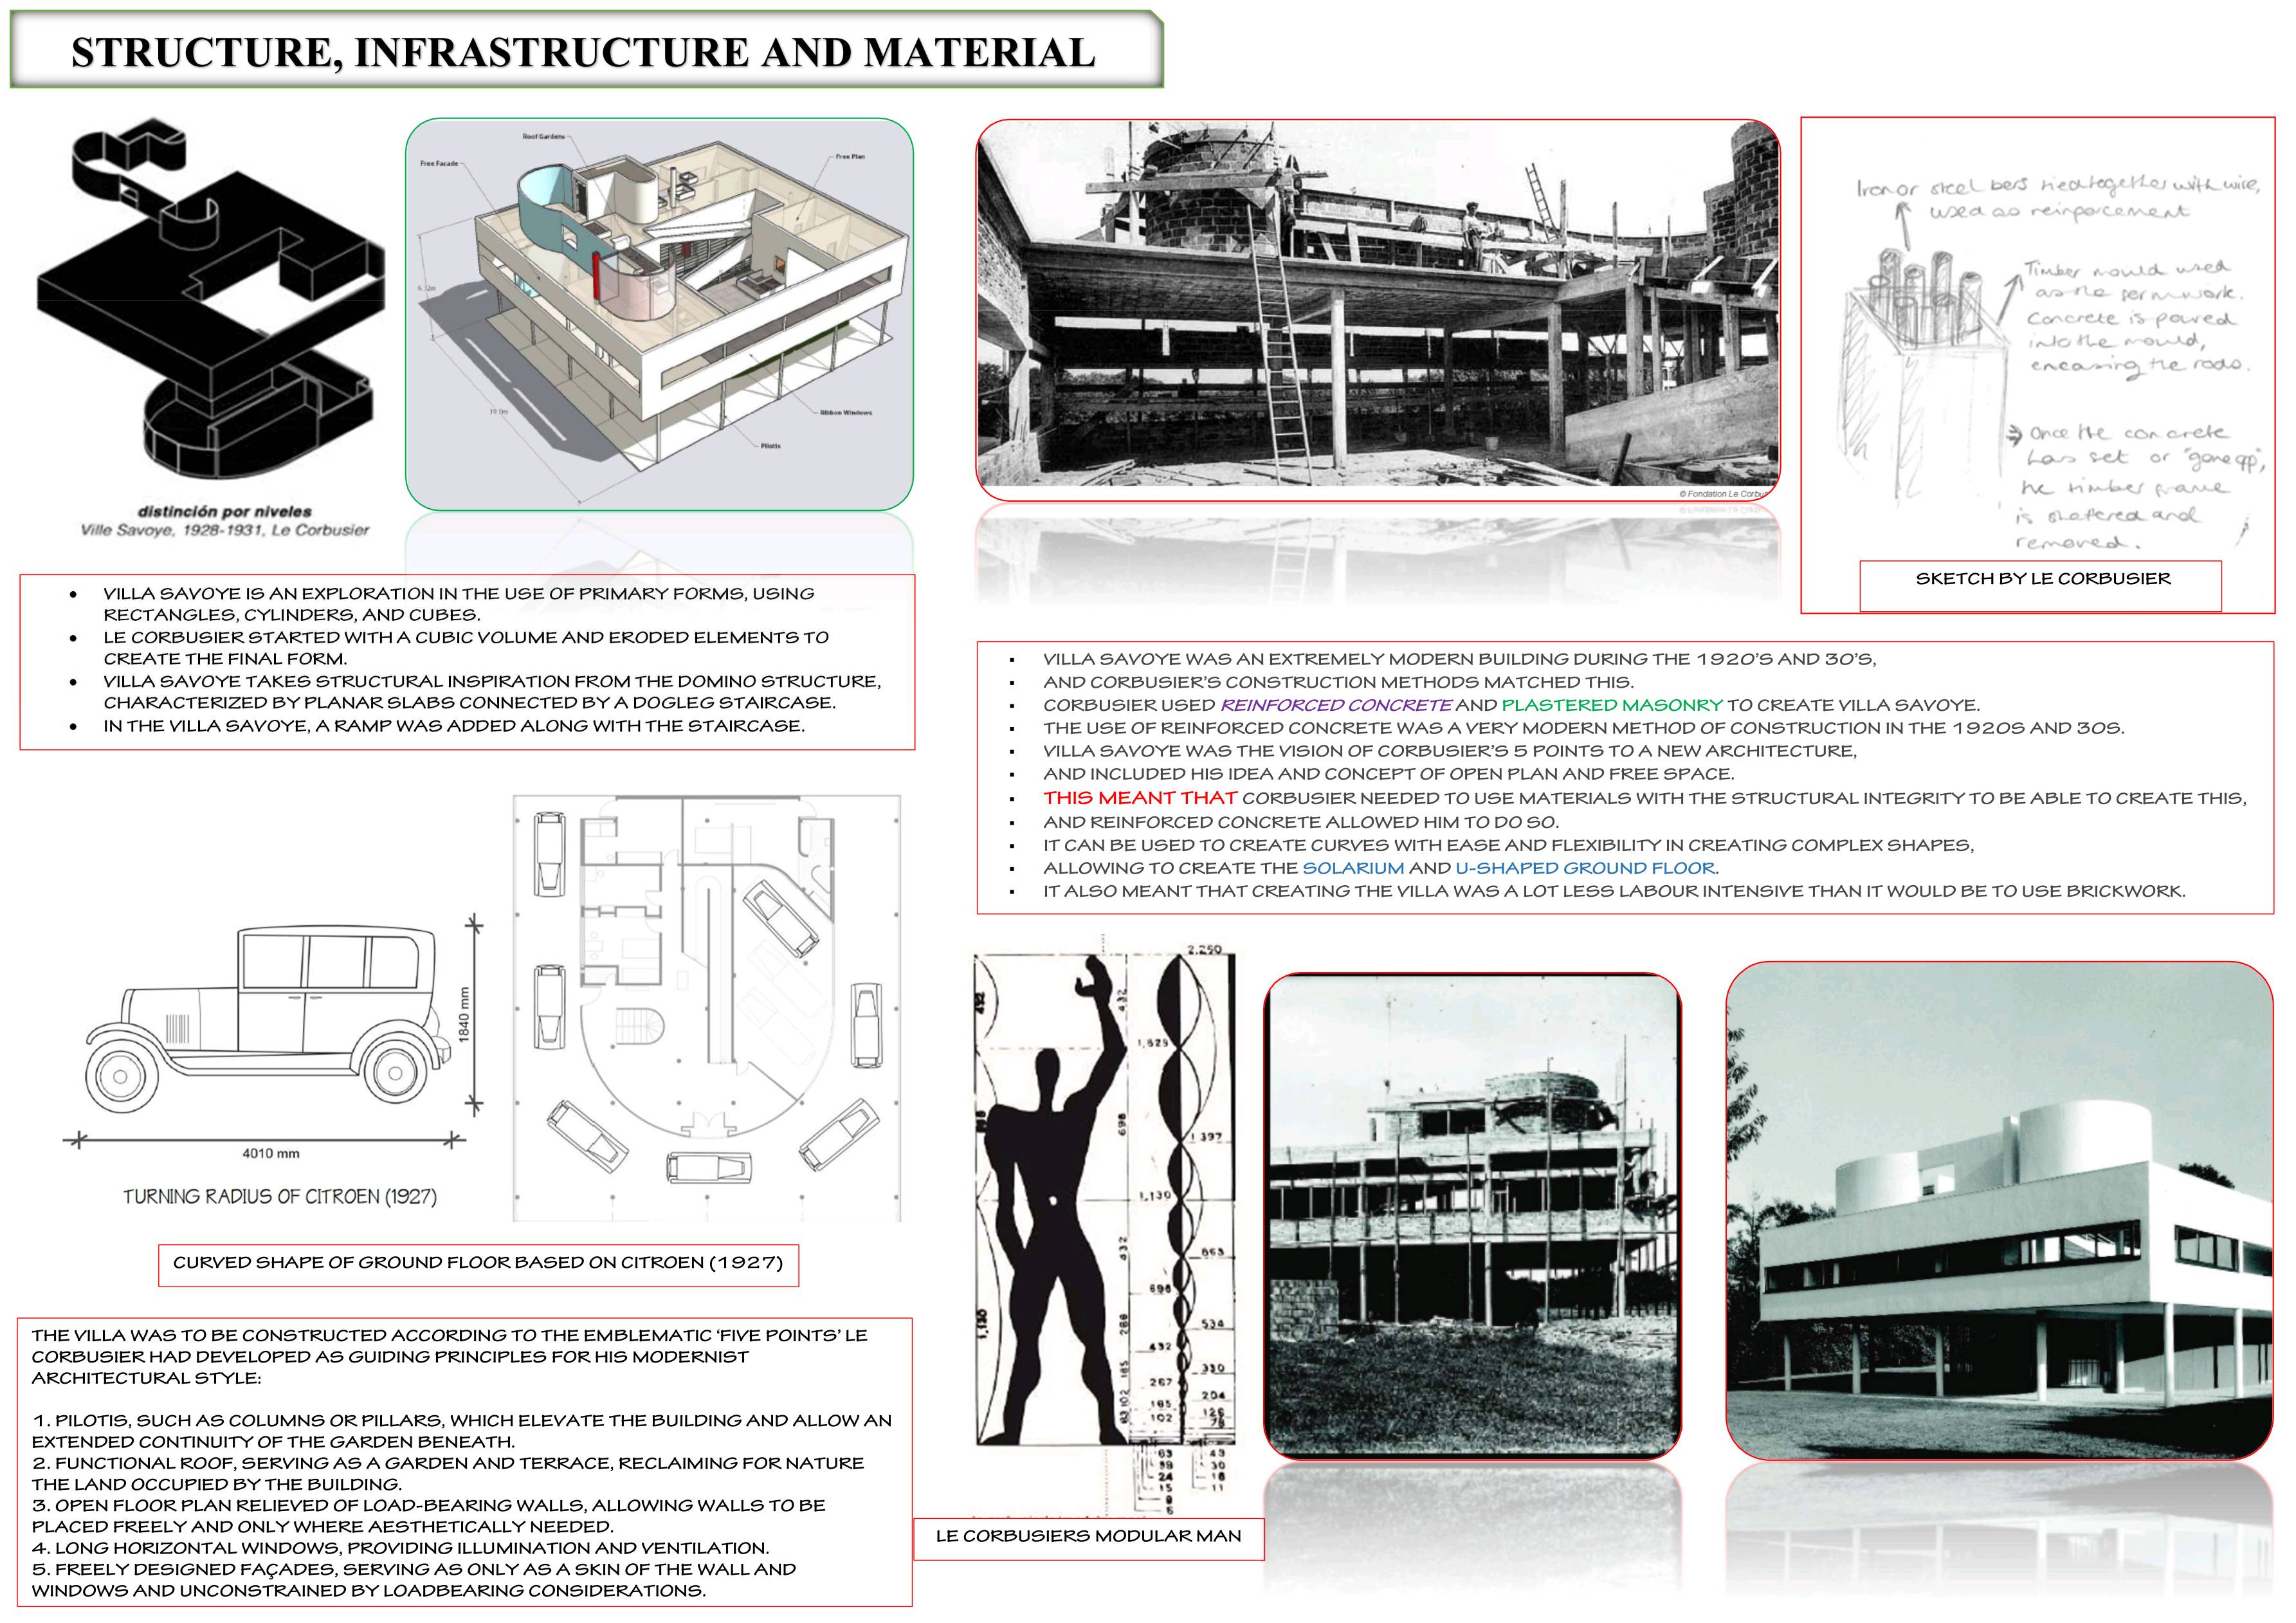 STRUCTURE, INFRASTRUCTURE AND MATERIAL
distinción por niveles
Ville Savoye, 1928-1931, Le Corbusier
Roof Gardens
Free Facade
Free Plan
19.0m
Ribbon Windows
Pilotis
• VILLA SAVOYE IS AN EXPLORATION IN THE USE OF PRIMARY FORMS, USING
RECTANGLES, CYLINDERS, AND CUBES.
• LE CORBUSIER STARTED WITH A CUBIC VOLUME AND ERODED ELEMENTS TO
CREATE THE FINAL FORM.
• VILLA SAVOYE TAKES STRUCTURAL INSPIRATION FROM THE DOMINO STRUCTURE,
CHARACTERIZED BY PLANAR SLABS CONNECTED BY A DOGLEG STAIRCASE.
• IN THE VILLA SAVOYE, A RAMP WAS ADDED ALONG WITH THE STAIRCASE.
1840 mm
4010 mm
TURNING RADIUS OF CITROEN (1927)
CURVED SHAPE OF GROUND FLOOR BASED ON CITROEN (1927)
THE VILLA WAS TO BE CONSTRUCTED ACCORDING TO THE EMBLEMATIC ‘FIVE POINTS’ LE
CORBUSIER HAD DEVELOPED AS GUIDING PRINCIPLES FOR HIS MODERNIST
ARCHITECTURAL STYLE:
1. PILOTIS, SUCH AS COLUMNS OR PILLARS, WHICH ELEVATE THE BUILDING AND ALLOW AN
EXTENDED CONTINUITY OF THE GARDEN BENEATH.
2. FUNCTIONAL ROOF, SERVING AS A GARDEN AND TERRACE, RECLAIMING FOR NATURE
THE LAND OCCUPIED BY THE BUILDING.
3. OPEN FLOOR PLAN RELIEVED OF LOAD-BEARING WALLS, ALLOWING WALLS TO BE
PLACED FREELY AND ONLY WHERE AESTHETICALLY NEEDED.
4. LONG HORIZONTAL WINDOWS, PROVIDING ILLUMINATION AND VENTILATION.
5. FREELY DESIGNED FAÇADES, SERVING AS ONLY AS A SKIN OF THE WALL AND
WINDOWS AND UNCONSTRAINED BY LOADBEARING CONSIDERATIONS.
© Fondation Le Corbu
Iron or steel bars tied together with wire,
used as reinforcement
Timber mould used
as the formwork.
Concrete is poured
into the mould,
encasing the rods.
Once the concrete
has set or "gone off",
the timber frame
is shattered and
removed.
SKETCH BY LE CORBUSIER
▪ VILLA SAVOYE WAS AN EXTREMELY MODERN BUILDING DURING THE 1920'S AND 30'S,
▪ AND CORBUSIER'S CONSTRUCTION METHODS MATCHED THIS.
▪ CORBUSIER USED REINFORCED CONCRETE AND PLASTERED MASONRY TO CREATE VILLA SAVOYE.
▪ THE USE OF REINFORCED CONCRETE WAS A VERY MODERN METHOD OF CONSTRUCTION IN THE 1920S AND 30S.
▪ VILLA SAVOYE WAS THE VISION OF CORBUSIER'S 5 POINTS TO A NEW ARCHITECTURE,
▪ AND INCLUDED HIS IDEA AND CONCEPT OF OPEN PLAN AND FREE SPACE.
▪ THIS MEANT THAT CORBUSIER NEEDED TO USE MATERIALS WITH THE STRUCTURAL INTEGRITY TO BE ABLE TO CREATE THIS,
▪ AND REINFORCED CONCRETE ALLOWED HIM TO DO SO.
▪ IT CAN BE USED TO CREATE CURVES WITH EASE AND FLEXIBILITY IN CREATING COMPLEX SHAPES,
▪ ALLOWING TO CREATE THE SOLARIUM AND U-SHAPED GROUND FLOOR.
▪ IT ALSO MEANT THAT CREATING THE VILLA WAS A LOT LESS LABOUR INTENSIVE THAN IT WOULD BE TO USE BRICKWORK.
2.250
432
1,829
698
1 397
1,130
432
863
698
266
534
432
165
330
267
102
204
165
126
102
78
63
63 43
39 30
24 18
15 11
9
6
1,130
LE CORBUSIERS MODULAR MAN